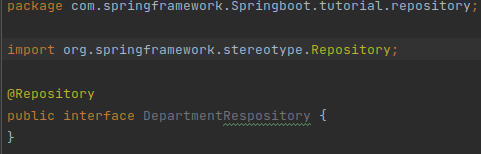 package com.springframework.Springboot.tutorial.repository;
import org.springframework.stereotype.Repository;
@Repository
public interface DepartmentRespository {
}